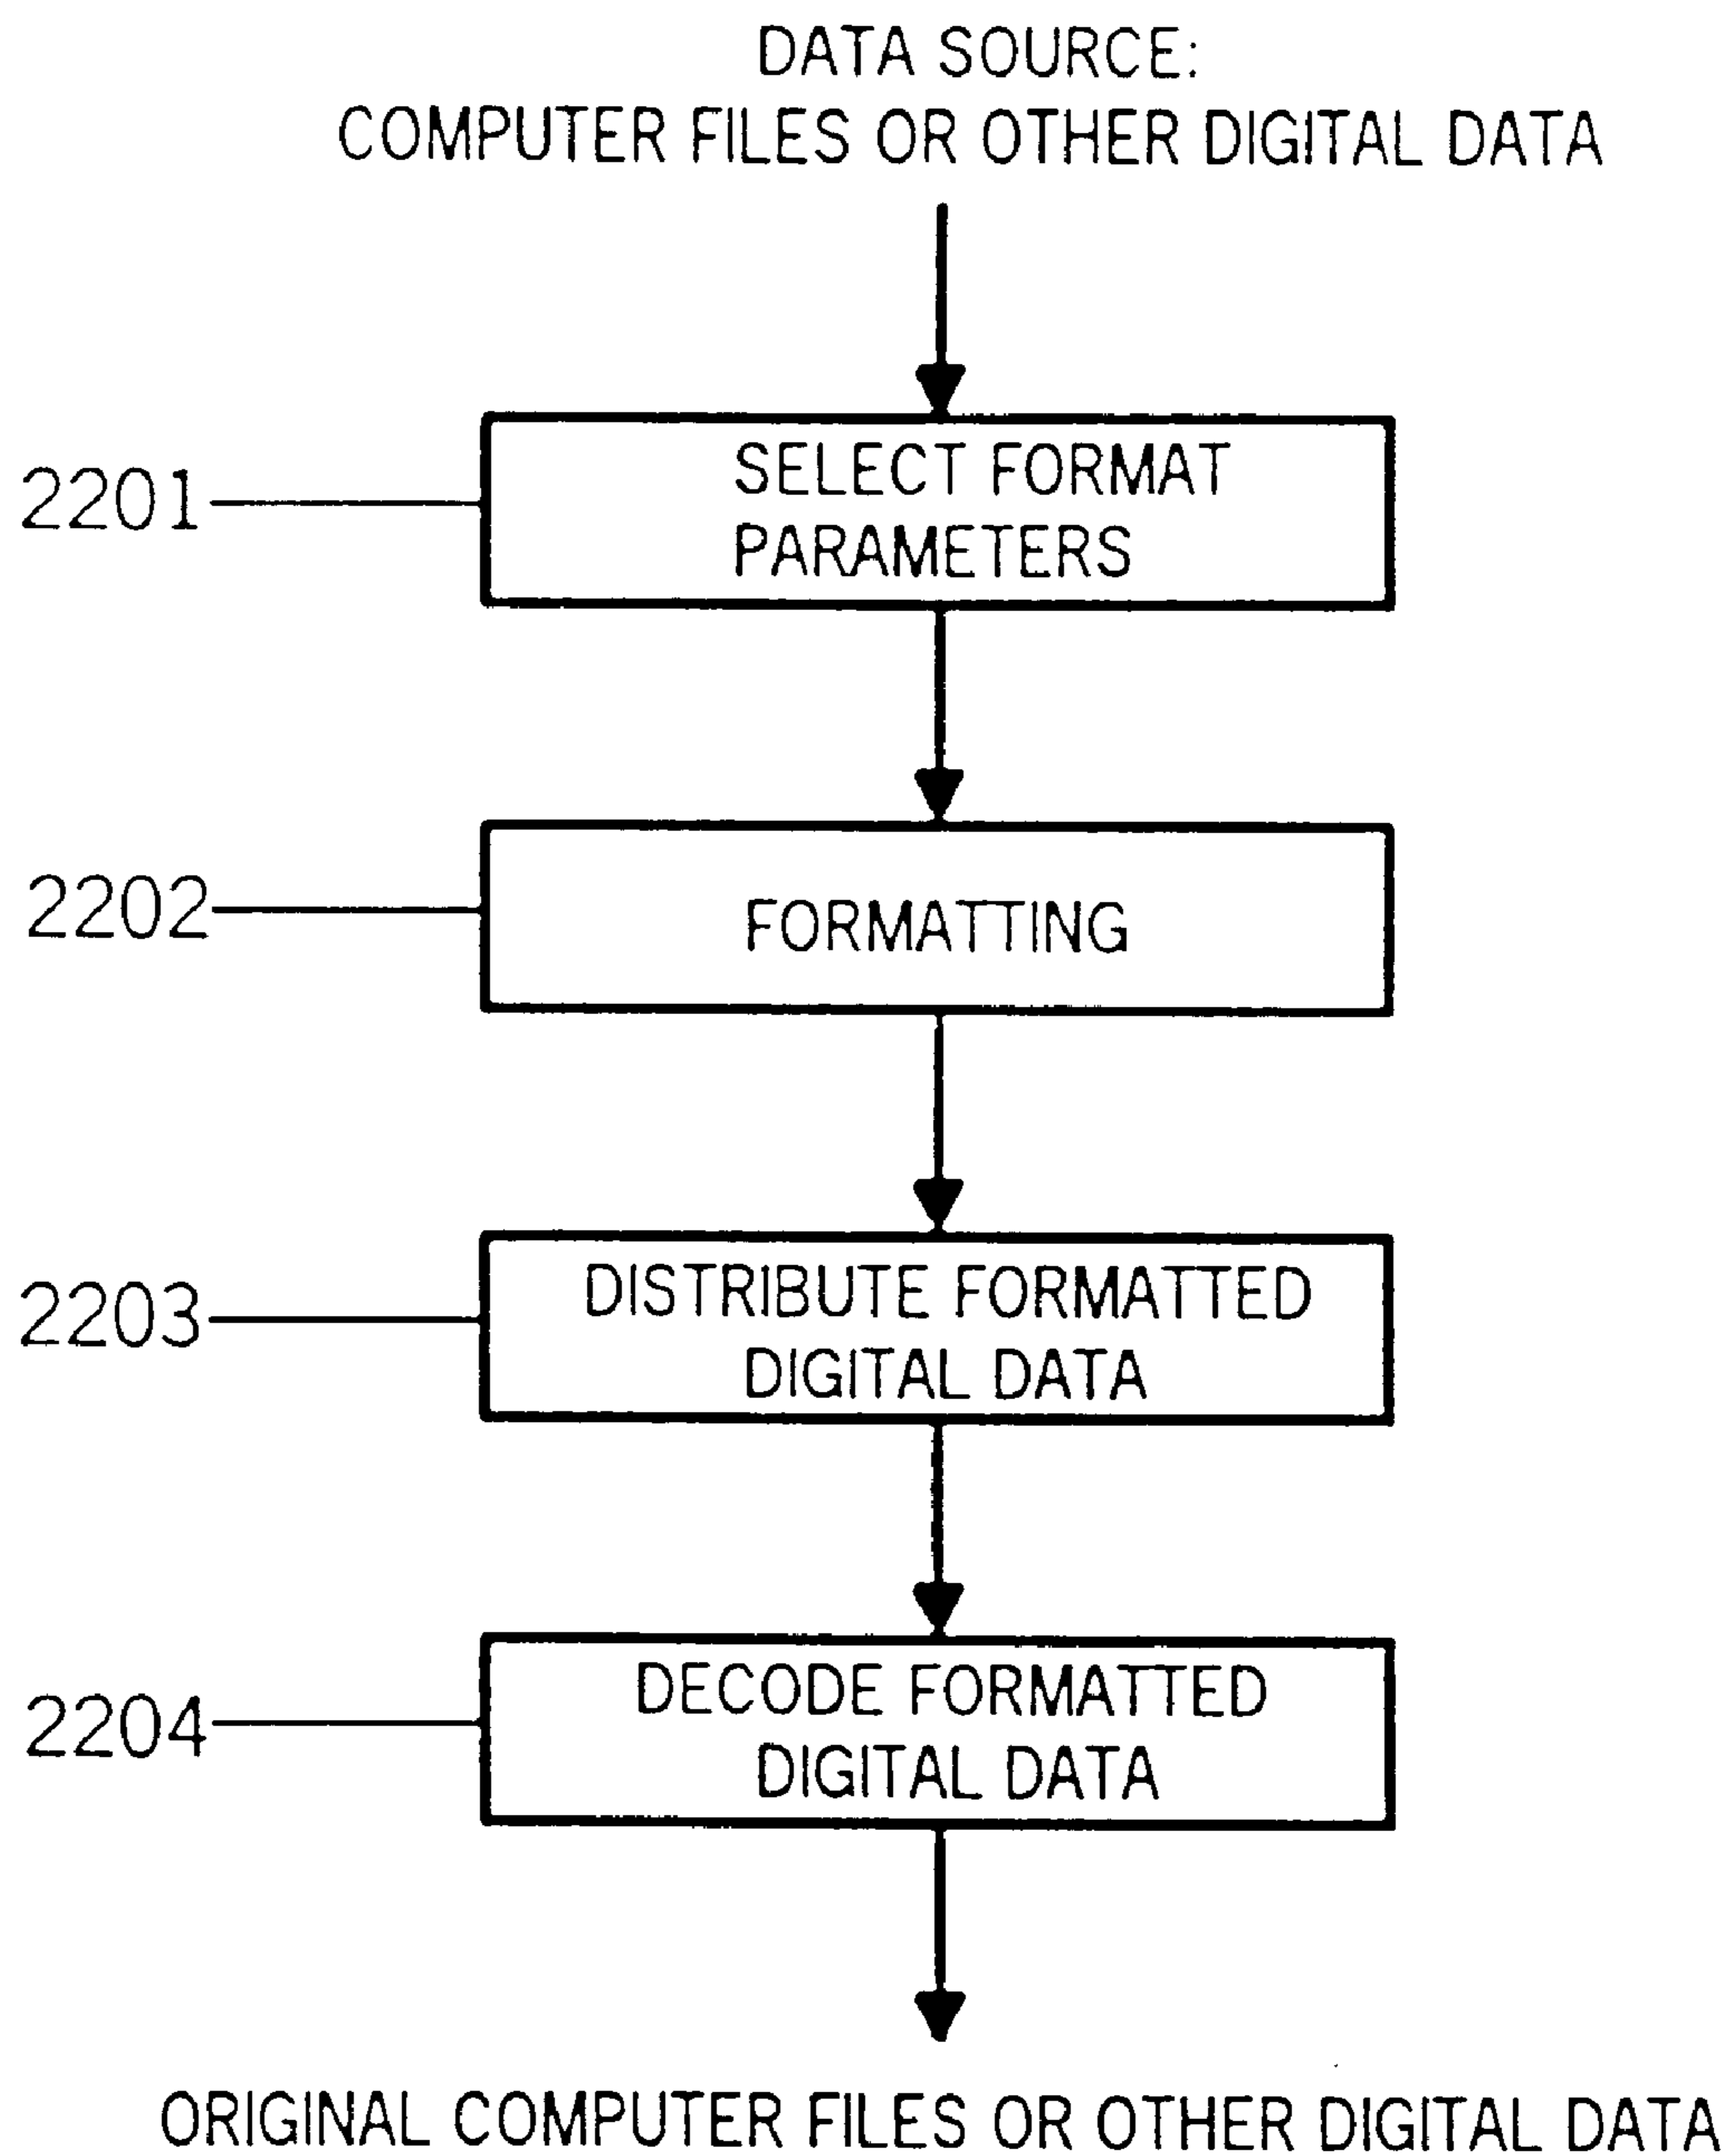 DATA SOURCE:
COMPUTER FILES OR OTHER DIGITAL DATA
2201
SELECT FORMAT
PARAMETERS
2202
FORMATTING
2203
DISTRIBUTE FORMATTED
DIGITAL DATA
2204
DECODE FORMATTED
DIGITAL DATA
ORIGINAL COMPUTER FILES OR OTHER DIGITAL DATA